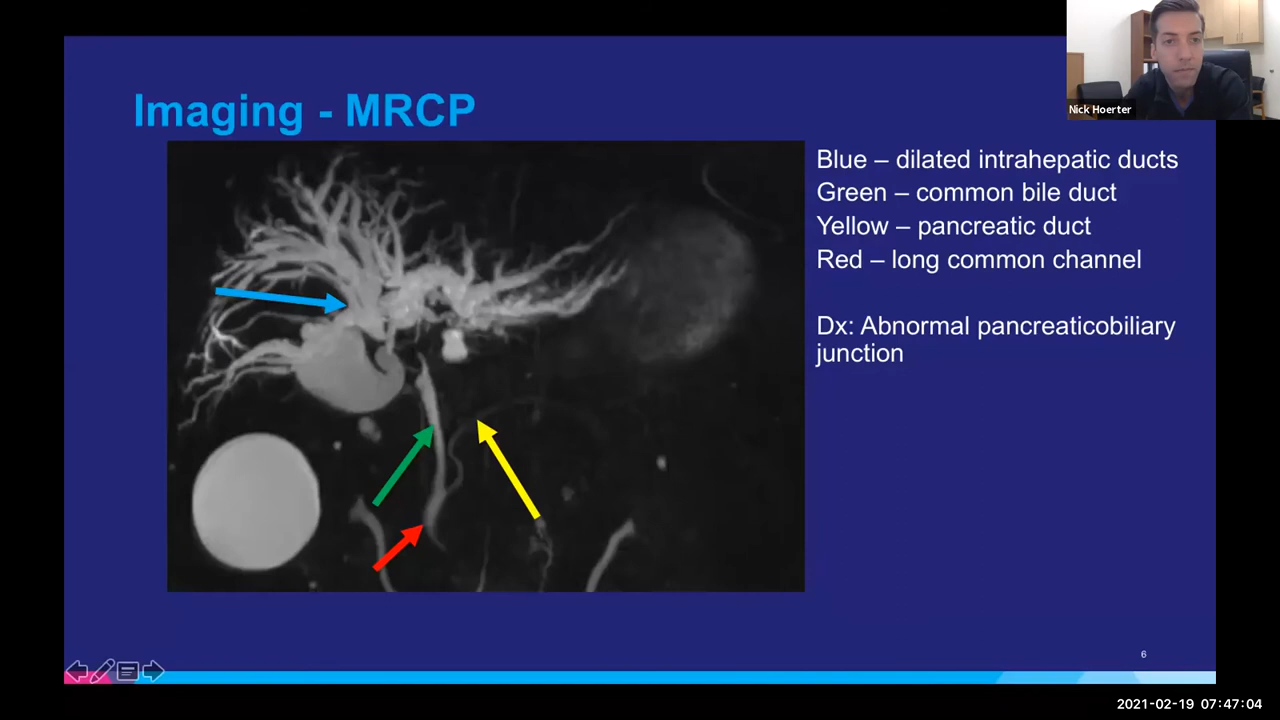 Imaging - MRCP
Nick Hoerter
Blue – dilated intrahepatic ducts
Green – common bile duct
Yellow – pancreatic duct
Red – long common channel
Dx: Abnormal pancreaticobiliary
junction
6
2021-02-19 07:47:04